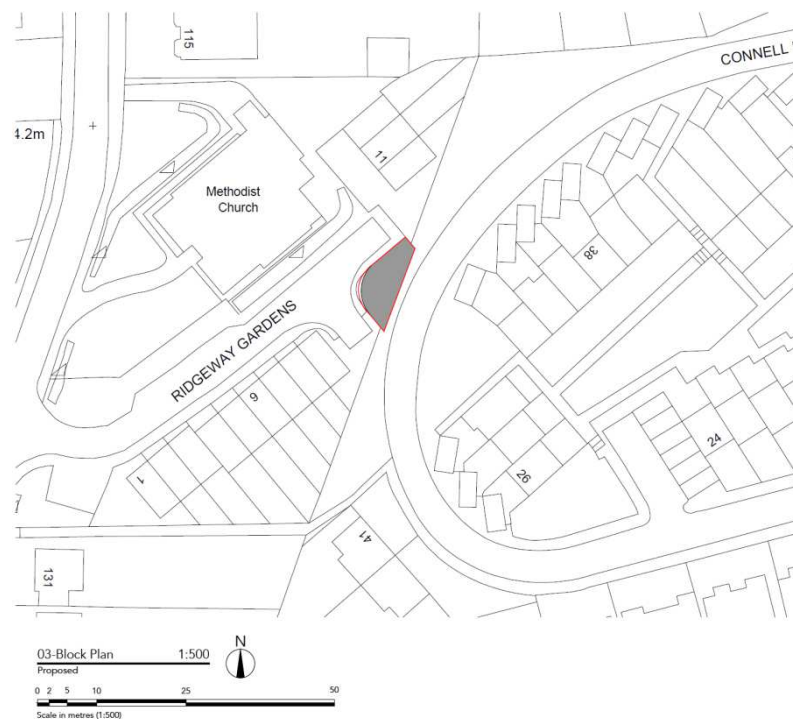 115
CONNELL
4.2m
11
Methodist
Church
38
RIDGEWAY GARDENS
9
1
24
26
41
131
03-Block Plan 1:500
Proposed
N
0 2 5 10 25 50
Scale in metres (1:500)